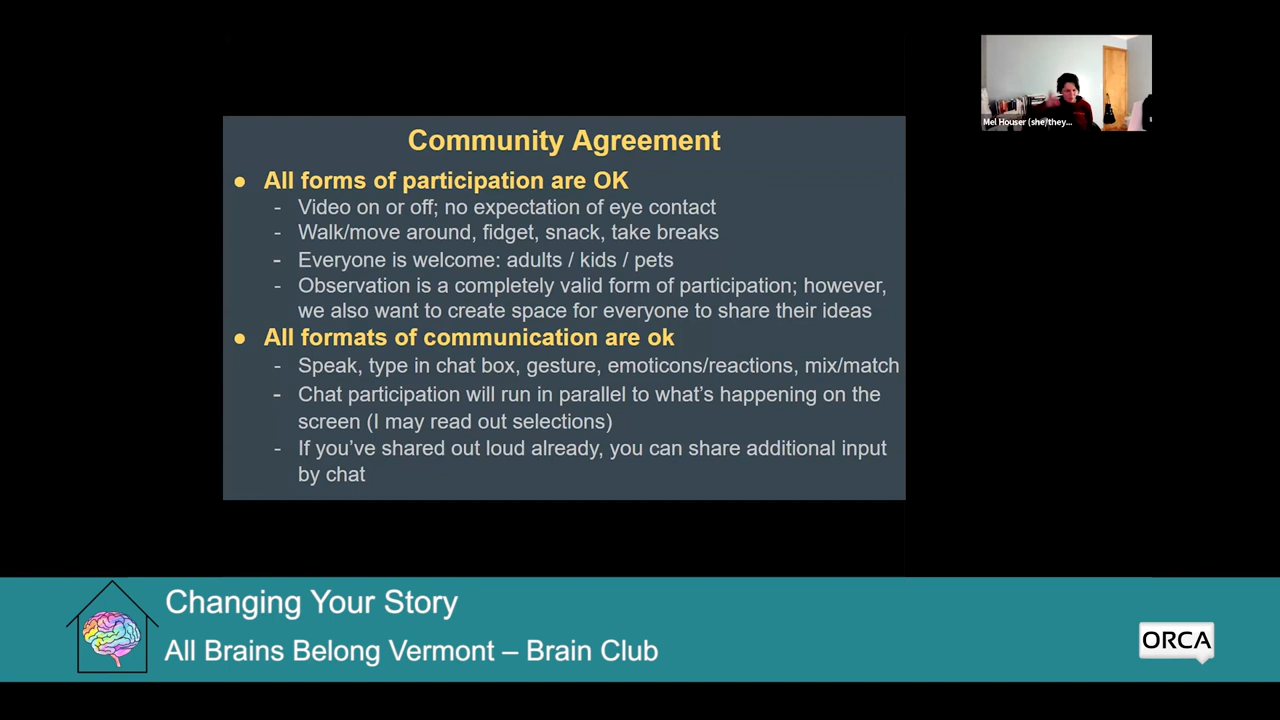 Community Agreement
● All forms of participation are OK
- Video on or off; no expectation of eye contact
- Walk/move around, fidget, snack, take breaks
- Everyone is welcome: adults / kids / pets
- Observation is a completely valid form of participation; however,
we also want to create space for everyone to share their ideas
● All formats of communication are ok
- Speak, type in chat box, gesture, emoticons/reactions, mix/match
- Chat participation will run in parallel to what's happening on the
screen (I may read out selections)
- If you've shared out loud already, you can share additional input
by chat
Mel Houser (she/they...
Changing Your Story
All Brains Belong Vermont – Brain Club
ORCA